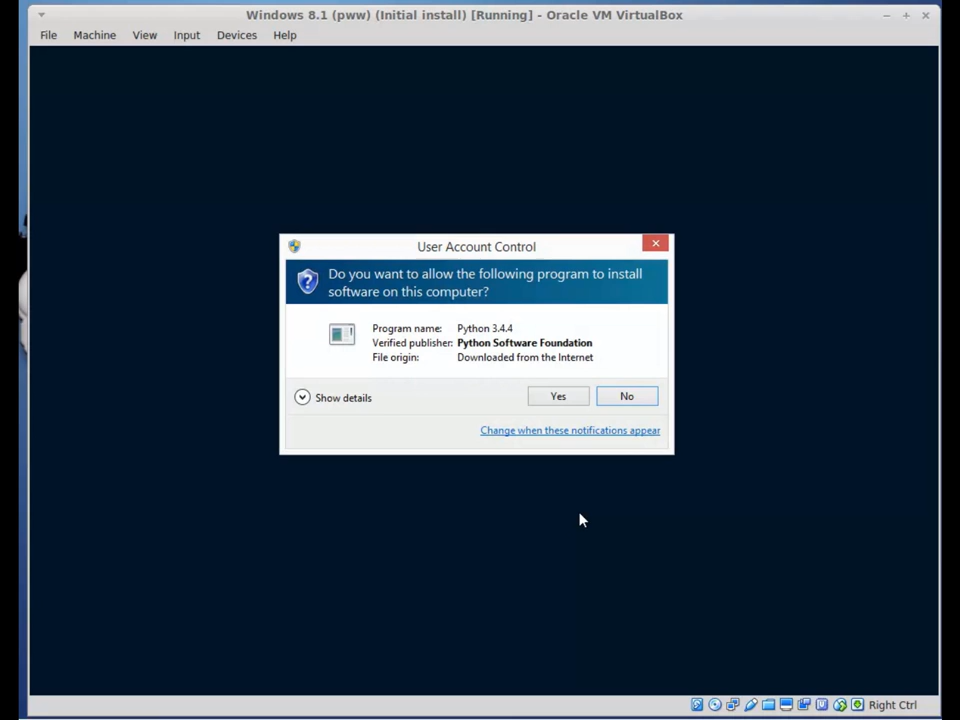 Windows 8.1 (pww) (Initial install) [Running] - Oracle VM VirtualBox
File Machine View Input Devices Help
User Account Control
Do you want to allow the following program to install
software on this computer?
Program name: Python 3.4.4
Verified publisher: Python Software Foundation
File origin: Downloaded from the Internet
Show details Yes No
Change when these notifications appear
Right Ctrl